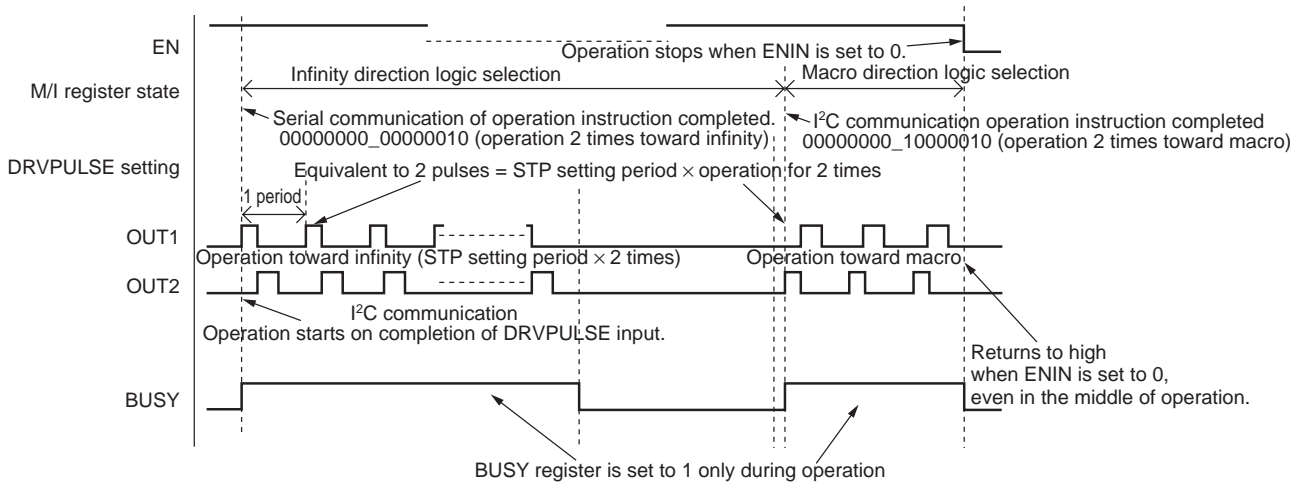 EN
Operation stops when ENIN is set to 0.
Infinity direction logic selection
Macro direction logic selection
M/I register state
Serial communication of operation instruction completed.
00000000_00000010 (operation 2 times toward infinity)
I²C communication operation instruction completed
00000000_10000010 (operation 2 times toward macro)
DRVPULSE setting
Equivalent to 2 pulses = STP setting period × operation for 2 times
1 period
OUT1
Operation toward infinity (STP setting period × 2 times)
Operation toward macro
OUT2
I²C communication
Operation starts on completion of DRVPULSE input.
Returns to high
when ENIN is set to 0,
even in the middle of operation.
BUSY
BUSY register is set to 1 only during operation